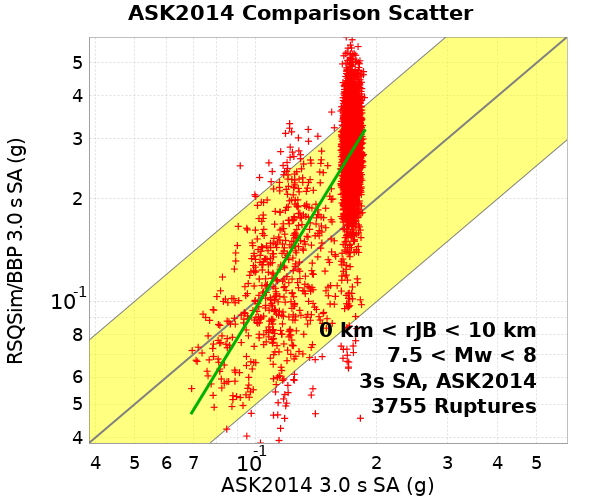 ASK2014 Comparison Scatter
RSQSim/BBP 3.0 s SA (g)
5
4
3
2
10-1
8
6
5
4
0 km < rJB < 10 km
7.5 < Mw < 8
3s SA, ASK2014
3755 Ruptures
4 5 6 7 10-1 2 3 4 5
ASK2014 3.0 s SA (g)